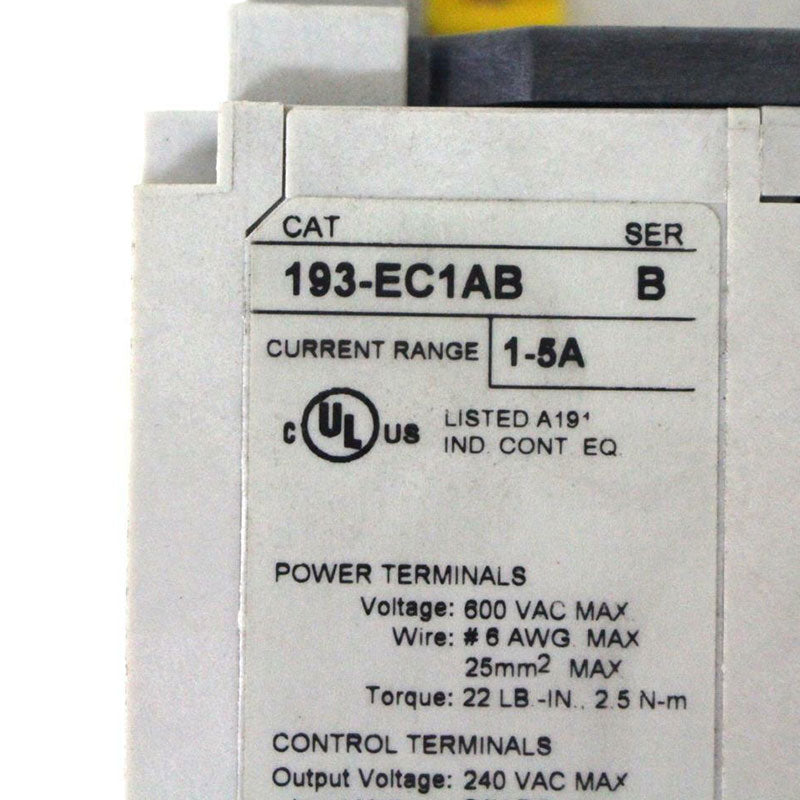 CAT SER
193-EC1AB B
CURRENT RANGE 1-5A
C UL US LISTED A191
IND. CONT EQ.
POWER TERMINALS
Voltage: 600 VAC MAX.
Wire: #6 AWG. MAX
25mm2 MAX
Torque: 22 LB.-IN., 2.5 N-m
CONTROL TERMINALS
Output Voltage: 240 VAC MAX